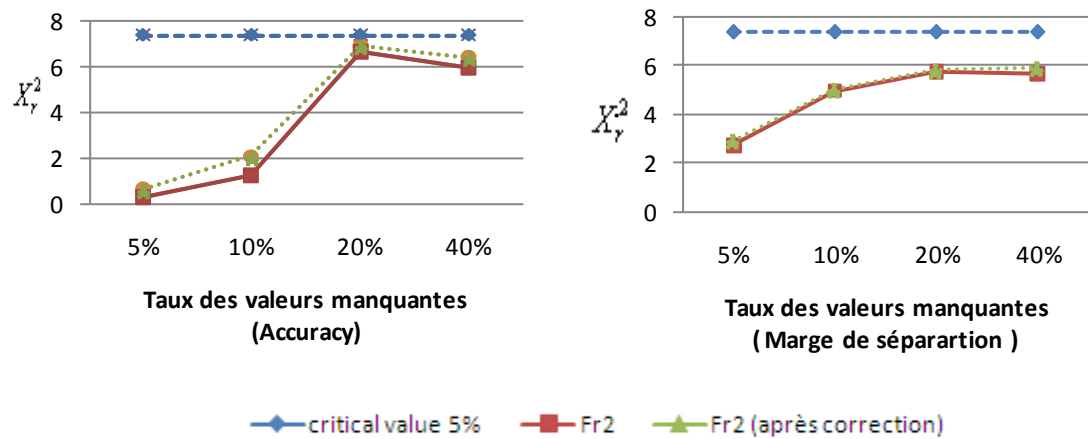 8
6
4
2
0
X_r^2
5% 10% 20% 40%
Taux des valeurs manquantes
(Accuracy)
8
6
4
2
0
X_r^2
5% 10% 20% 40%
Taux des valeurs manquantes
( Marge de séparartion )
critical value 5% Fr2 Fr2 (après correction)